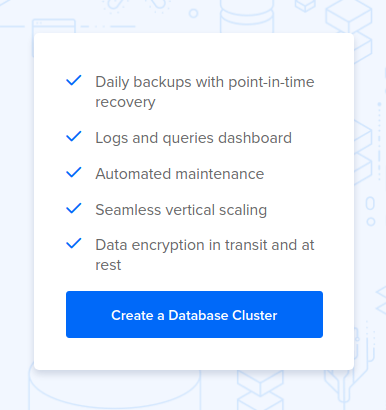 Daily backups with point-in-time
recovery
Logs and queries dashboard
Automated maintenance
Seamless vertical scaling
Data encryption in transit and at
rest
Create a Database Cluster